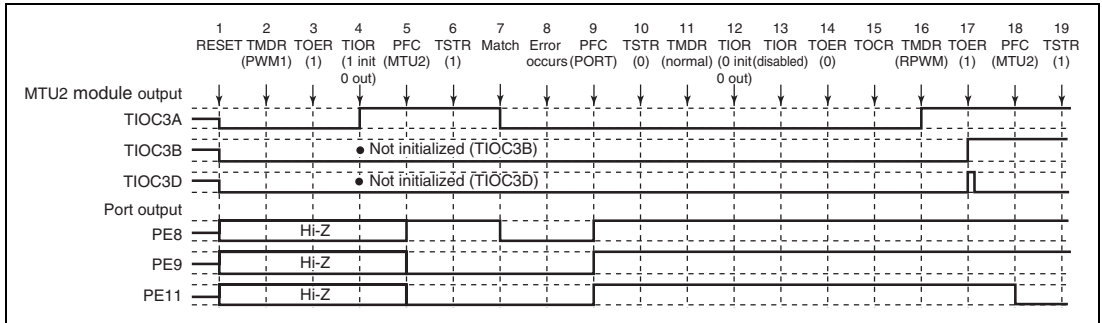 1 2 3 4 5 6 7 8 9 10 11 12 13 14 15 16 17 18 19
RESET TMDR TOER TIOR PFC TSTR Match Error PFC TSTR TMDR TIOR TIOR TOER TOCR TMDR TOER PFC TSTR
(PWM1) (1) (1 init (MTU2) (1) occurs (PORT) (0) (normal) (0 init (disabled) (0) (RPWM) (1) (MTU2) (1)
0 out) 0 out)
MTU2 module output
TIOC3A
TIOC3B • Not initialized (TIOC3B)
TIOC3D • Not initialized (TIOC3D)
Port output
PE8 Hi-Z
PE9 Hi-Z
PE11 Hi-Z